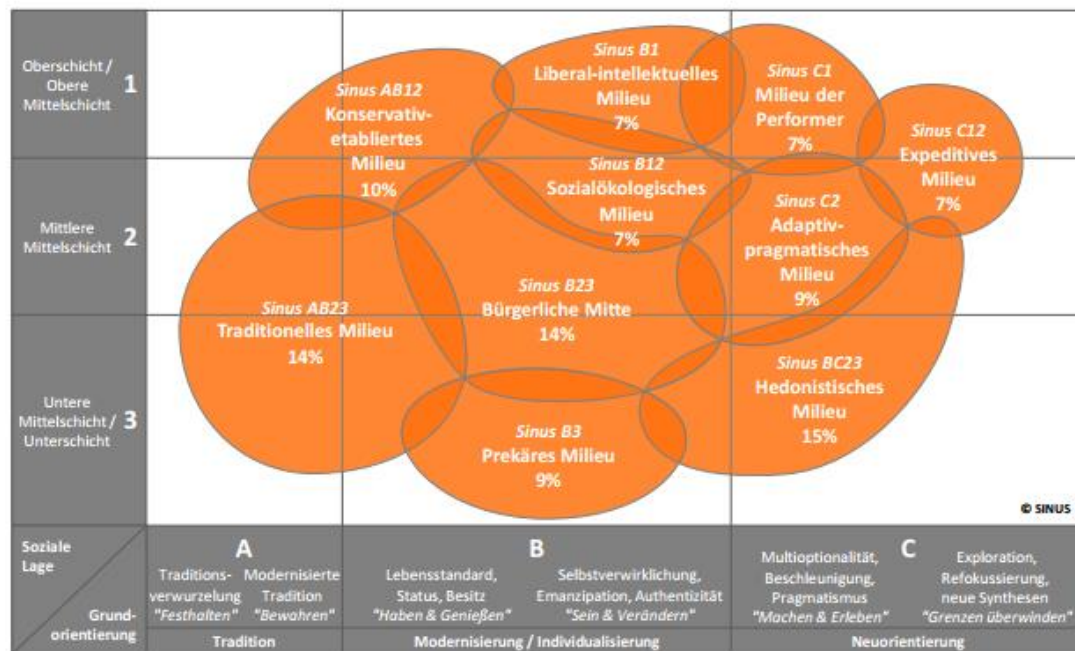 Oberschicht /
Obere
Mittelschicht
1
Mittlere
Mittelschicht
2
Untere
Mittelschicht /
Unterschicht
3
Sinus AB12
Konservativ-
etabliertes
Milieu
10%
Sinus B1
Liberal-intellektuelles
Milieu
7%
Sinus C1
Milieu der
Performer
7%
Sinus C12
Expeditives
Milieu
7%
Sinus B12
Sozialökologisches
Milieu
7%
Sinus C2
Adaptiv-
pragmatisches
Milieu
9%
Sinus AB23
Traditionelles Milieu
14%
Sinus B23
Bürgerliche Mitte
14%
Sinus BC23
Hedonistisches
Milieu
15%
Sinus B3
Prekäres Milieu
9%
© SINUS
Soziale
Lage
Grund-
orientierung
A
Traditions-
verwurzelung
"Festhalten"
Modernisierte
Tradition
"Bewahren"
Tradition
B
Lebensstandard,
Status, Besitz
"Haben & Genießen"
Selbstverwirklichung,
Emanzipation, Authentizität
"Sein & Verändern"
Modernisierung / Individualisierung
C
Multioptionalität,
Beschleunigung,
Pragmatismus
"Machen & Erleben"
Exploration,
Refokussierung,
neue Synthesen
"Grenzen überwinden"
Neuorientierung